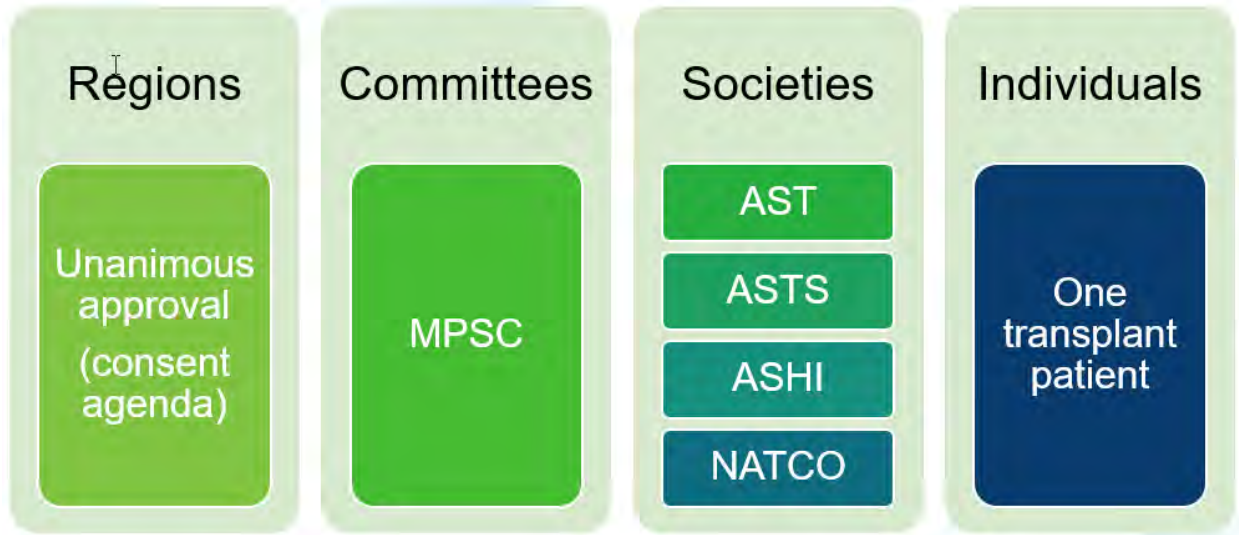 Regions
Unanimous
approval
(consent
agenda)
Committees
MPSC
Societies
AST
ASTS
ASHI
NATCO
Individuals
One
transplant
patient